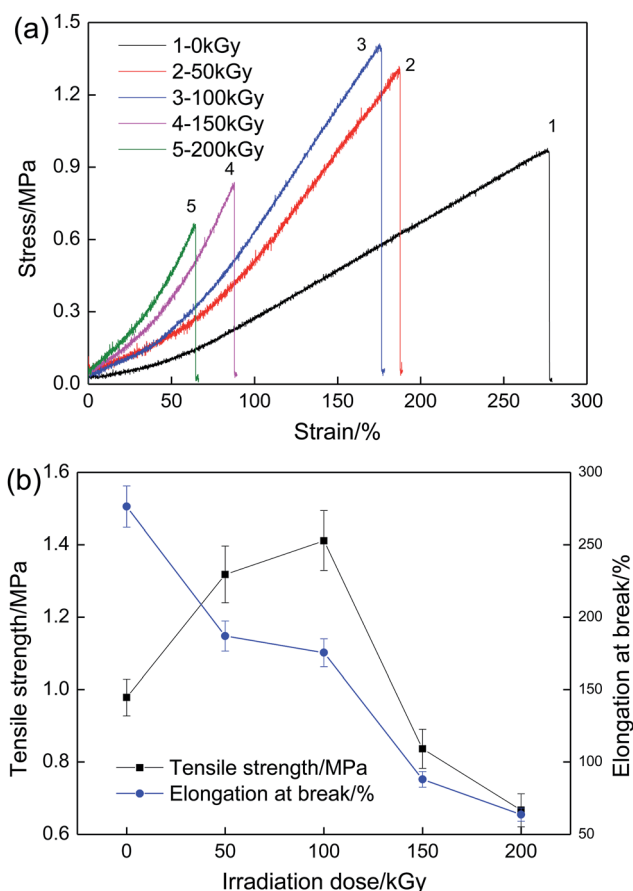 (a)
1-0kGy
2-50kGy
3-100kGy
4-150kGy
5-200kGy
3
2
1
4
5
1.5
1.2
0.9
0.6
0.3
0.0
Stress/MPa
0 50 100 150 200 250 300
Strain/%
(b)
1.6
1.4
1.2
1.0
0.8
0.6
Tensile strength/MPa
300
250
200
150
100
50
Elongation at break/%
Tensile strength/MPa
Elongation at break/%
0 50 100 150 200
Irradiation dose/kGy